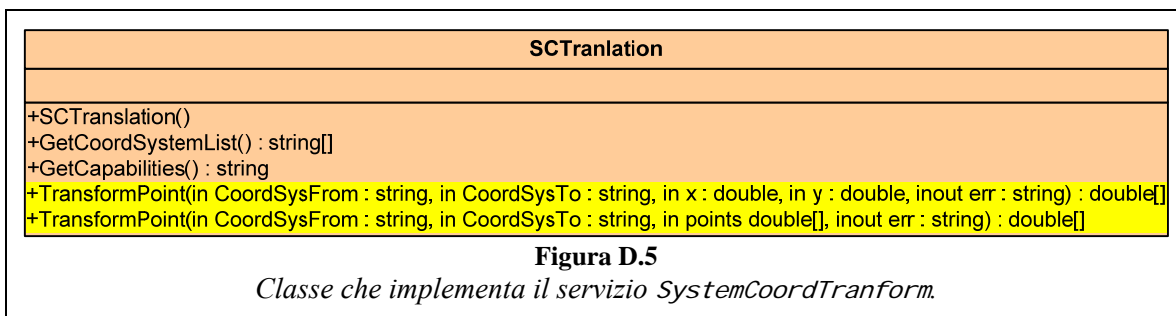 SCTranlation
+SCTranslation()
+GetCoordSystemList() : string[]
+GetCapabilities() : string
+TransformPoint(in CoordSysFrom : string, in CoordSysTo : string, in x : double, in y : double, inout err : string) : double[]
+TransformPoint(in CoordSysFrom : string, in CoordSysTo : string, in points double[], inout err : string) : double[]
Figura D.5
Classe che implementa il servizio SystemCoordTranform.